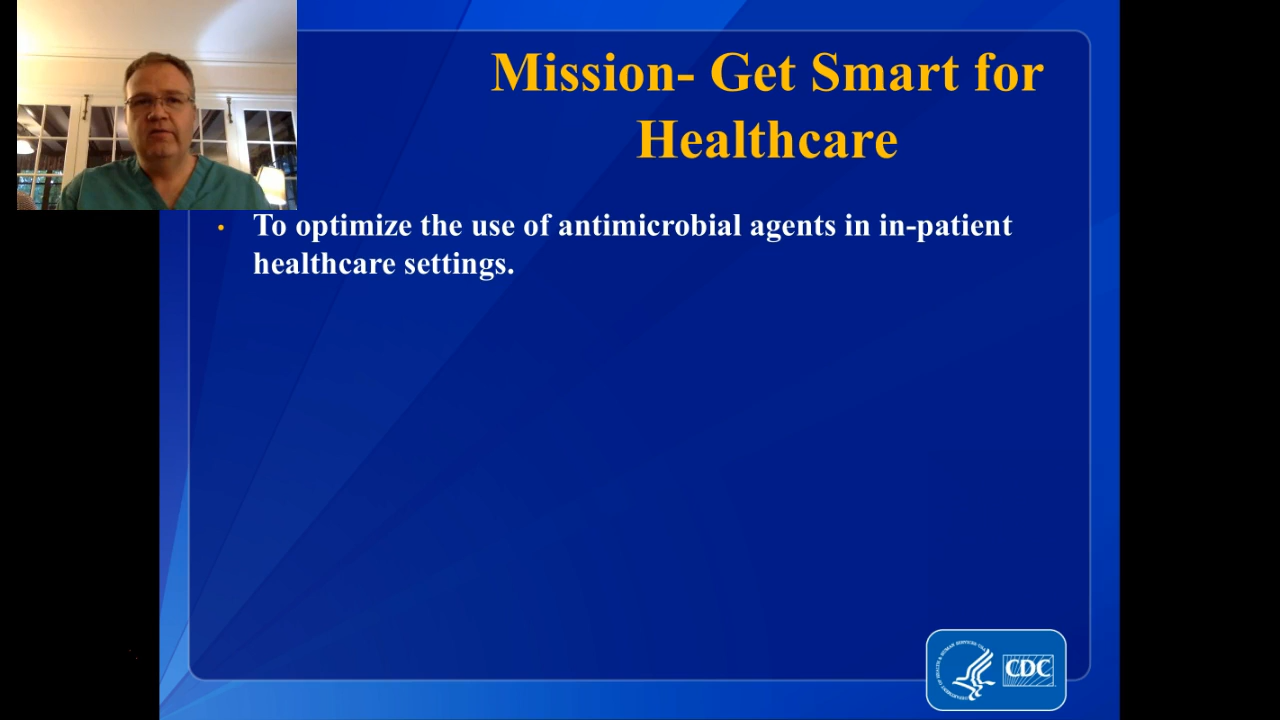 Mission- Get Smart for
Healthcare
• To optimize the use of antimicrobial agents in in-patient
healthcare settings.
CDC